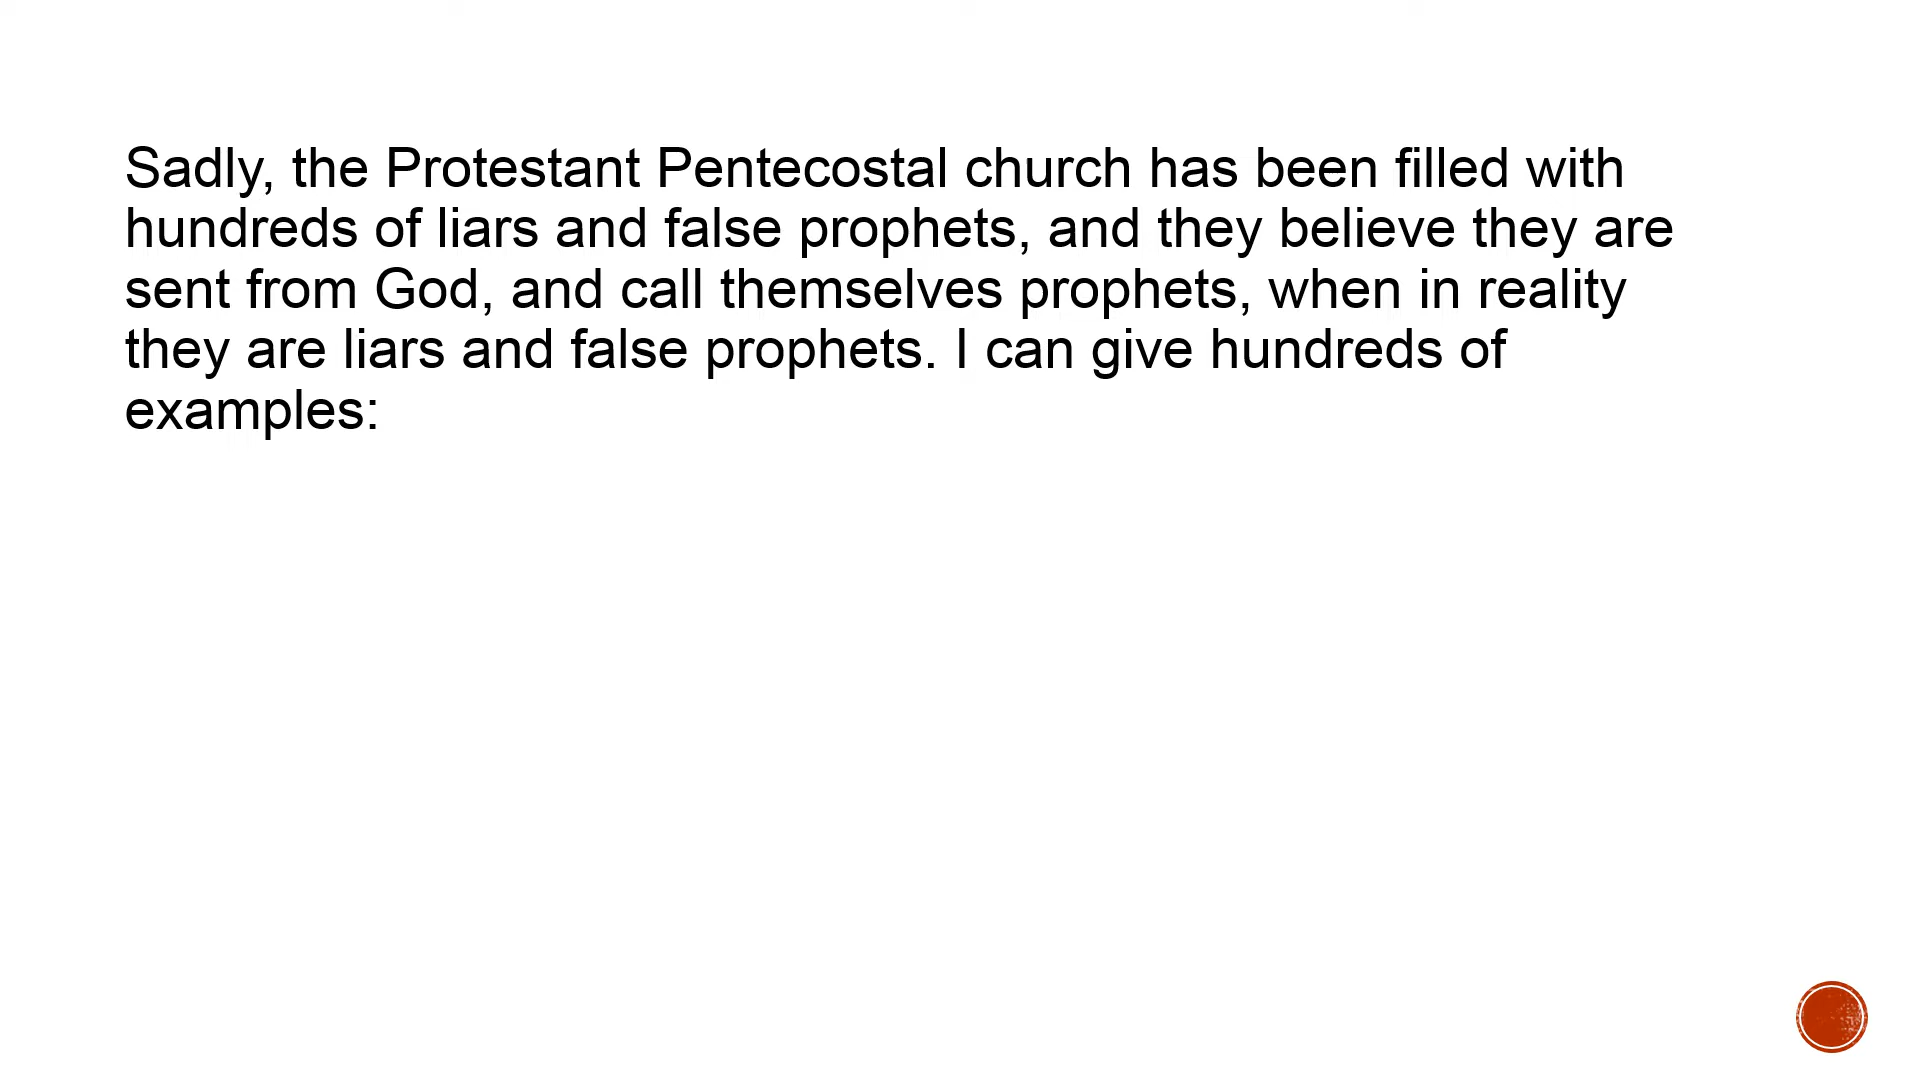 Sadly, the Protestant Pentecostal church has been filled with
hundreds of liars and false prophets, and they believe they are
sent from God, and call themselves prophets, when in reality
they are liars and false prophets. I can give hundreds of
examples: